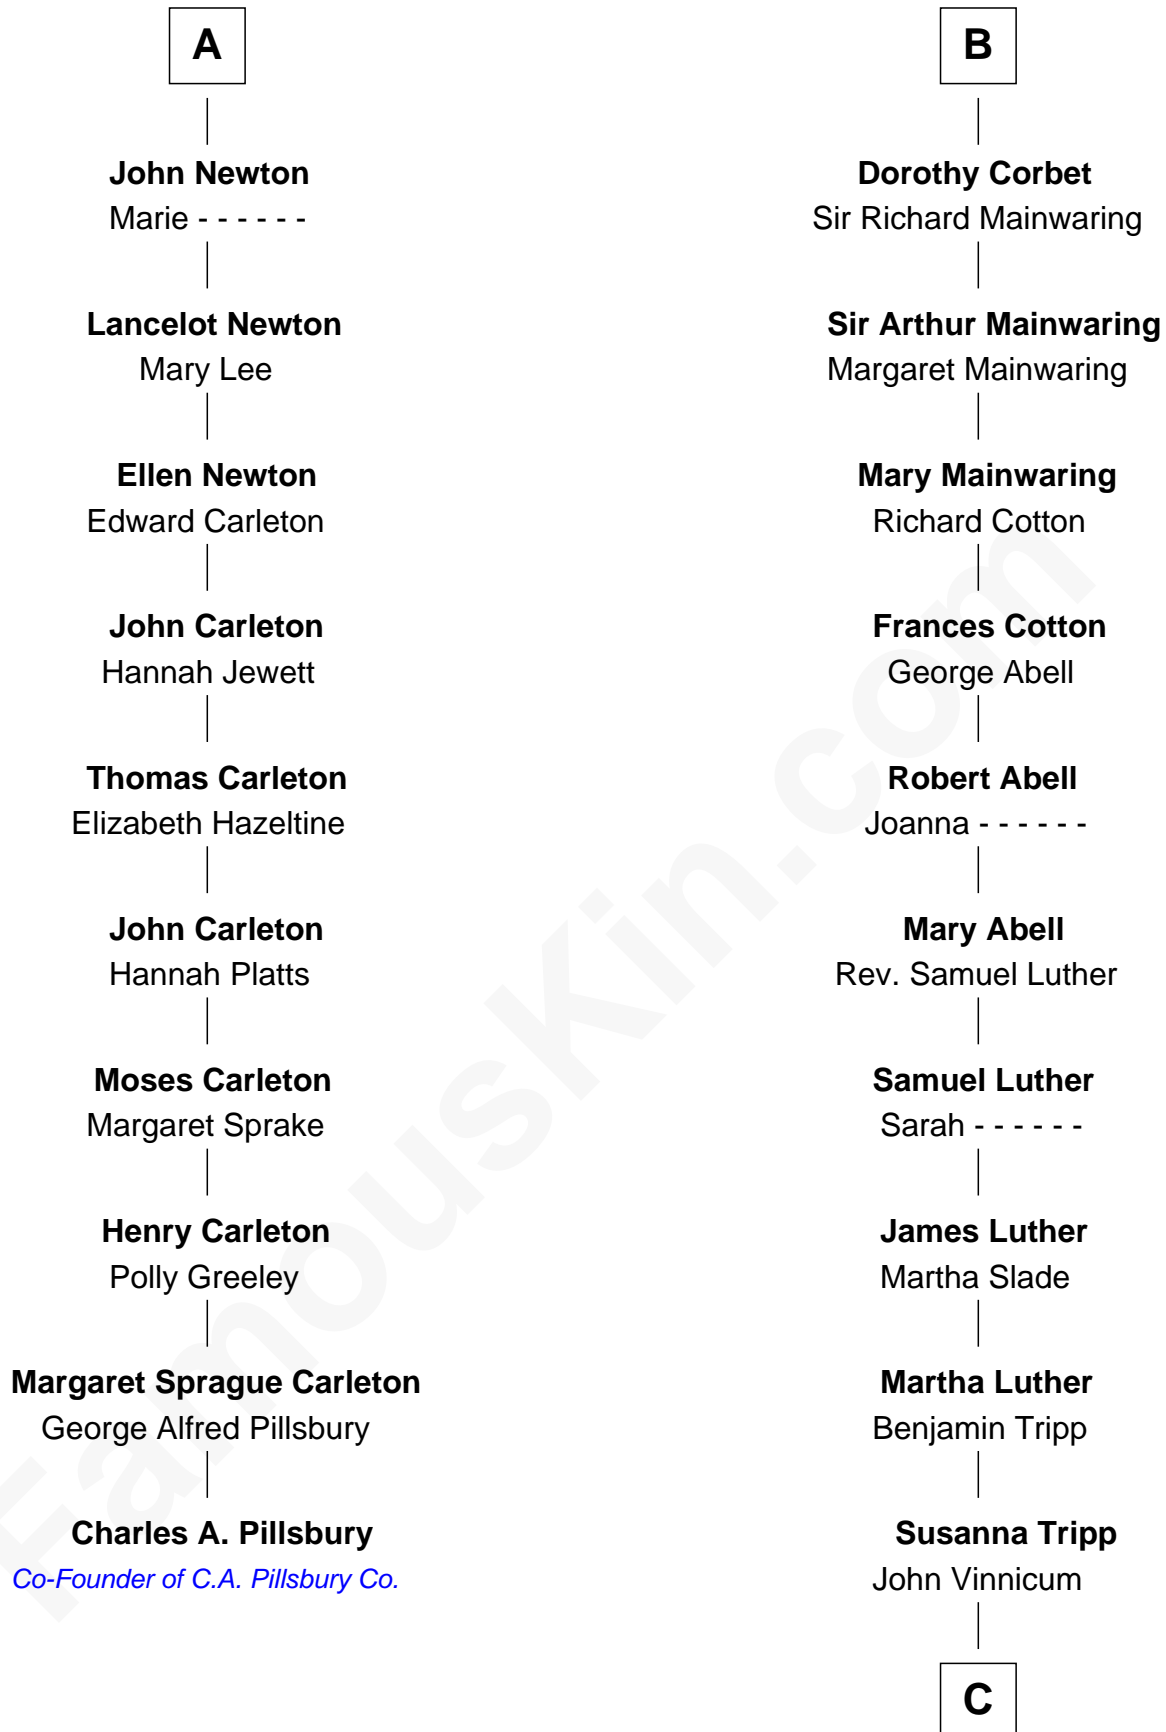 A
John Newton
Marie - - - - - -
Lancelot Newton
Mary Lee
Ellen Newton
Edward Carleton
John Carleton
Hannah Jewett
Thomas Carleton
Elizabeth Hazeltine
John Carleton
Hannah Platts
Moses Carleton
Margaret Sprake
Henry Carleton
Polly Greeley
Margaret Sprague Carleton
George Alfred Pillsbury
Charles A. Pillsbury
Co-Founder of C.A. Pillsbury Co.
B
Dorothy Corbet
Sir Richard Mainwaring
Sir Arthur Mainwaring
Margaret Mainwaring
Mary Mainwaring
Richard Cotton
Frances Cotton
George Abell
Robert Abell
Joanna - - - - - -
Mary Abell
Rev. Samuel Luther
Samuel Luther
Sarah - - - - - -
James Luther
Martha Slade
Martha Luther
Benjamin Tripp
Susanna Tripp
John Vinnicum
C
FamousKin.com